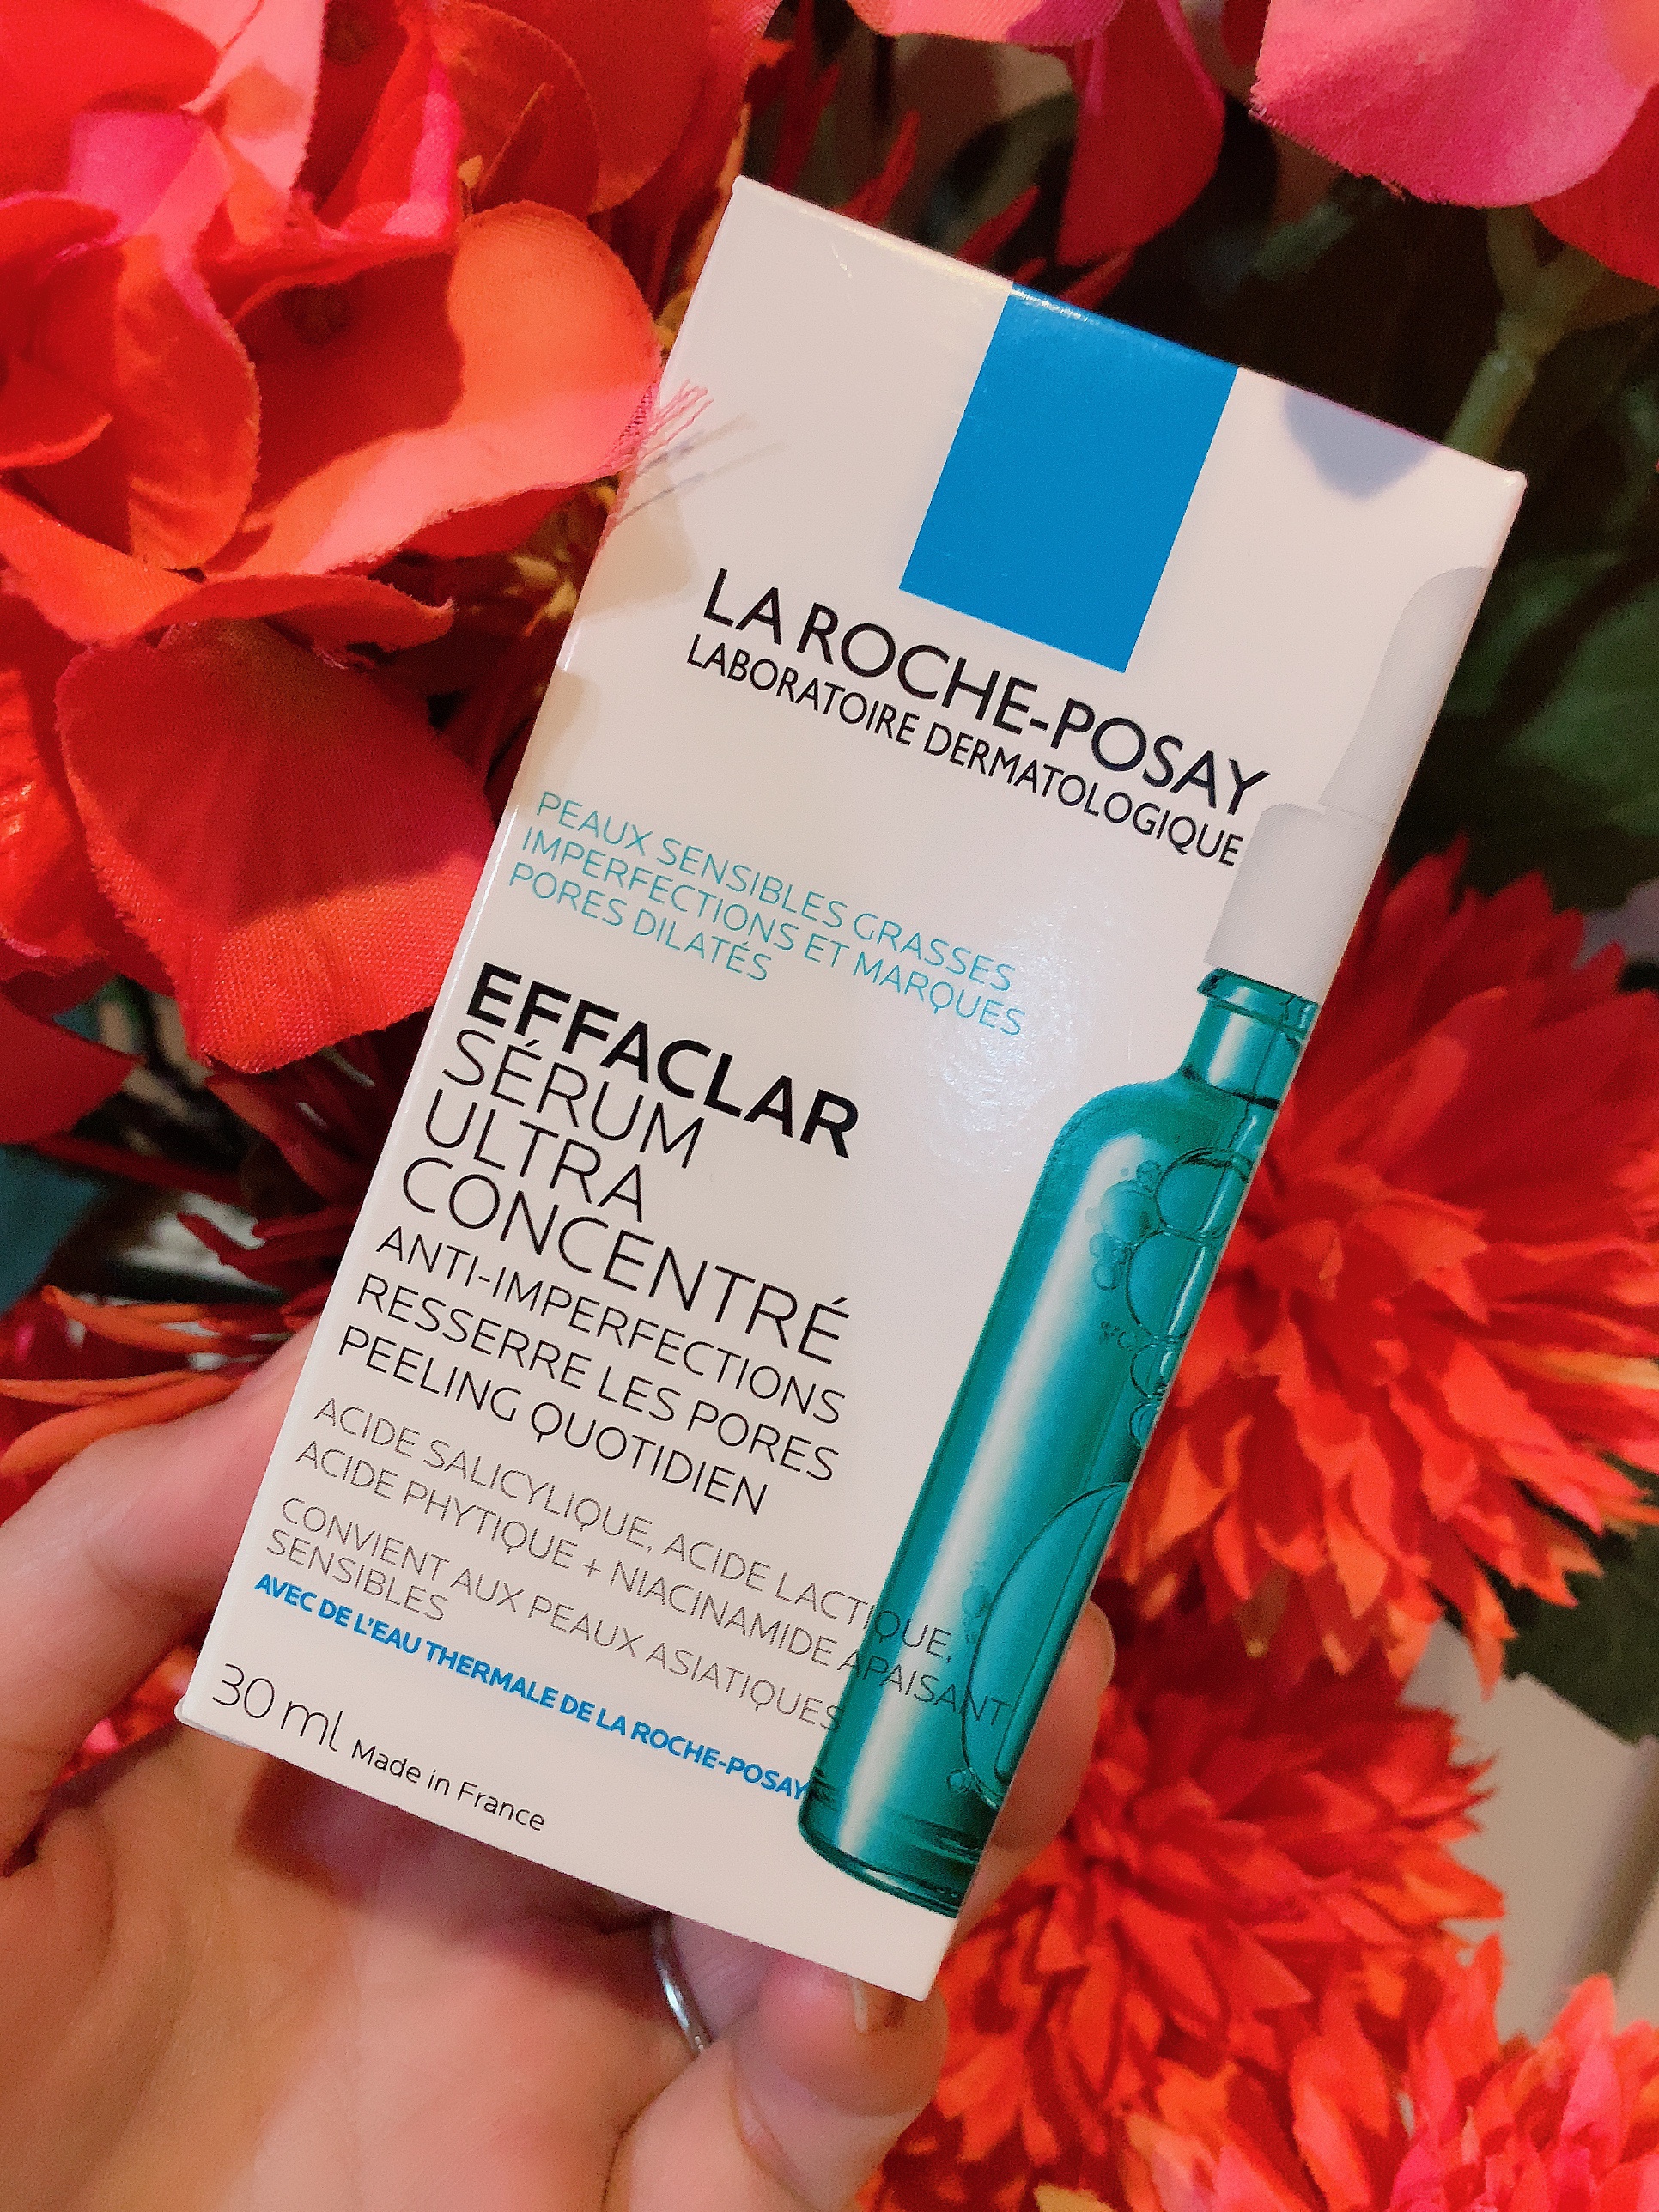 LA ROCHE-POSAY
LABORATOIRE DERMATOLOGIQUE
PEAUX SENSIBLES GRASSES
IMPERFECTIONS ET MARQUES
PORES DILATÉS
EFFACLAR
SÉRUM
ULTRA
CONCENTRÉ
ANTI-IMPERFECTIONS
RESSERRE LES PORES
PEELING QUOTIDIEN
ACIDE SALICYLIQUE, ACIDE LACTIQUE,
ACIDE PHYTIQUE + NIACINAMIDE APAISANT
CONVIENT AUX PEAUX ASIATIQUES
SENSIBLES
AVEC DE L'EAU THERMALE DE LA ROCHE-POSAY
30 ml Made in France